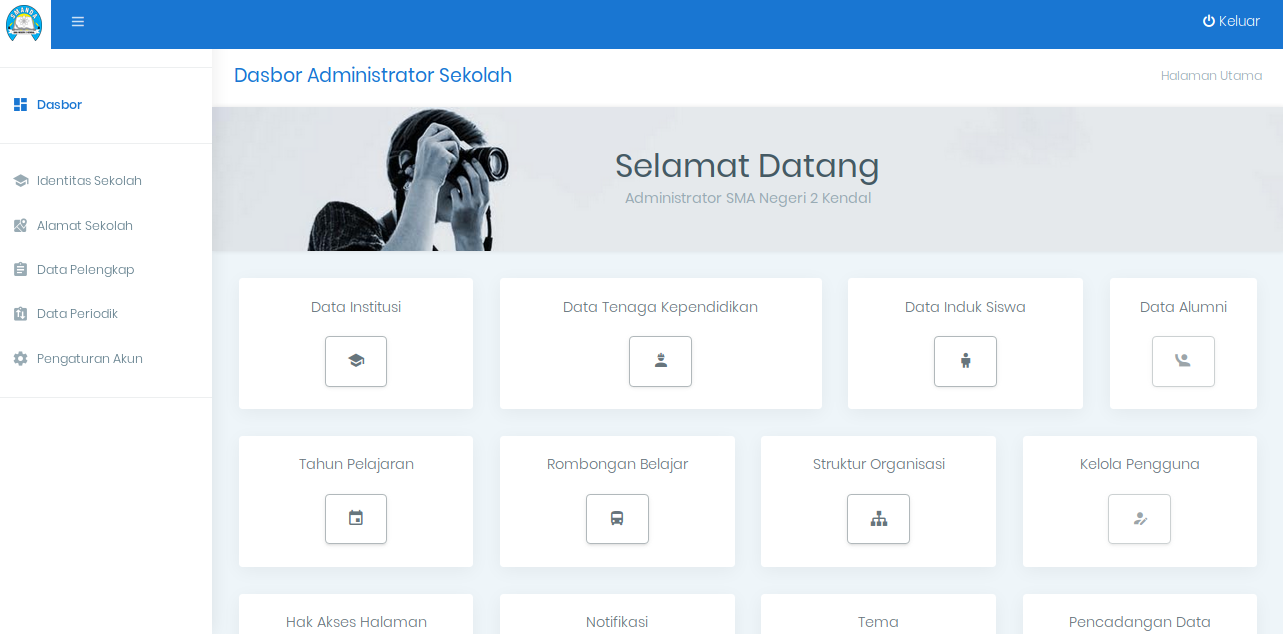 SMANDA
Keluar
Dasbor Administrator Sekolah
Halaman Utama
Dasbor
Identitas Sekolah
Alamat Sekolah
Data Pelengkap
Data Periodik
Pengaturan Akun
Selamat Datang
Administrator SMA Negeri 2 Kendal
Data Institusi
Data Tenaga Kependidikan
Data Induk Siswa
Data Alumni
Tahun Pelajaran
Rombongan Belajar
Struktur Organisasi
Kelola Pengguna
Hak Akses Halaman
Notifikasi
Tema
Pencadangan Data